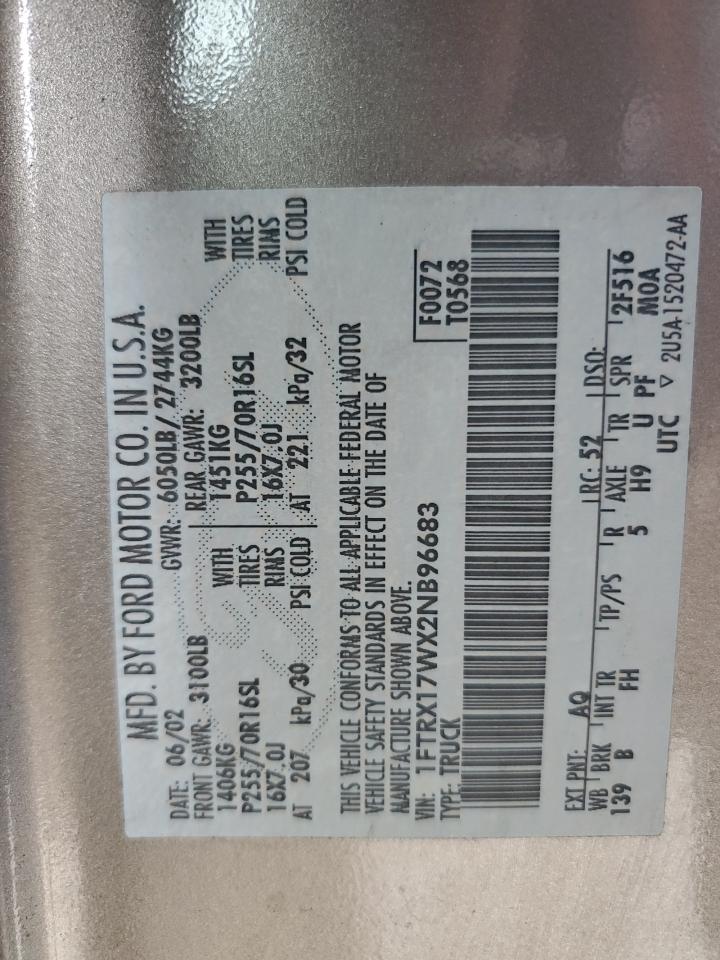 MFD. BY FORD MOTOR CO. IN U.S.A.
DATE: 06/02 GVWR: 6050LB/ 2744KG
FRONT GAWR: 3100LB REAR GAWR: 3200LB
1406KG WITH 1451KG WITH
P255/70R16SL TIRES P255/70R16SL TIRES
16X7.0J RIMS 16X7.0J RIMS
AT 207 kPa/30 PSI COLD AT 221 kPa/32 PSI COLD
THIS VEHICLE CONFORMS TO ALL APPLICABLE FEDERAL MOTOR
VEHICLE SAFETY STANDARDS IN EFFECT ON THE DATE OF
MANUFACTURE SHOWN ABOVE.
VIN: 1FTRX17WX2NB96683 F0072
TYPE: TRUCK T0568
EXT PNT: AQ RC: 52 DSO:
WB BRK INT TR TP/PS R AXLE TR SPR 2F516
139 B FH 5 H9 U PF M0A
UTC ▽ 2U5A-1520472-AA